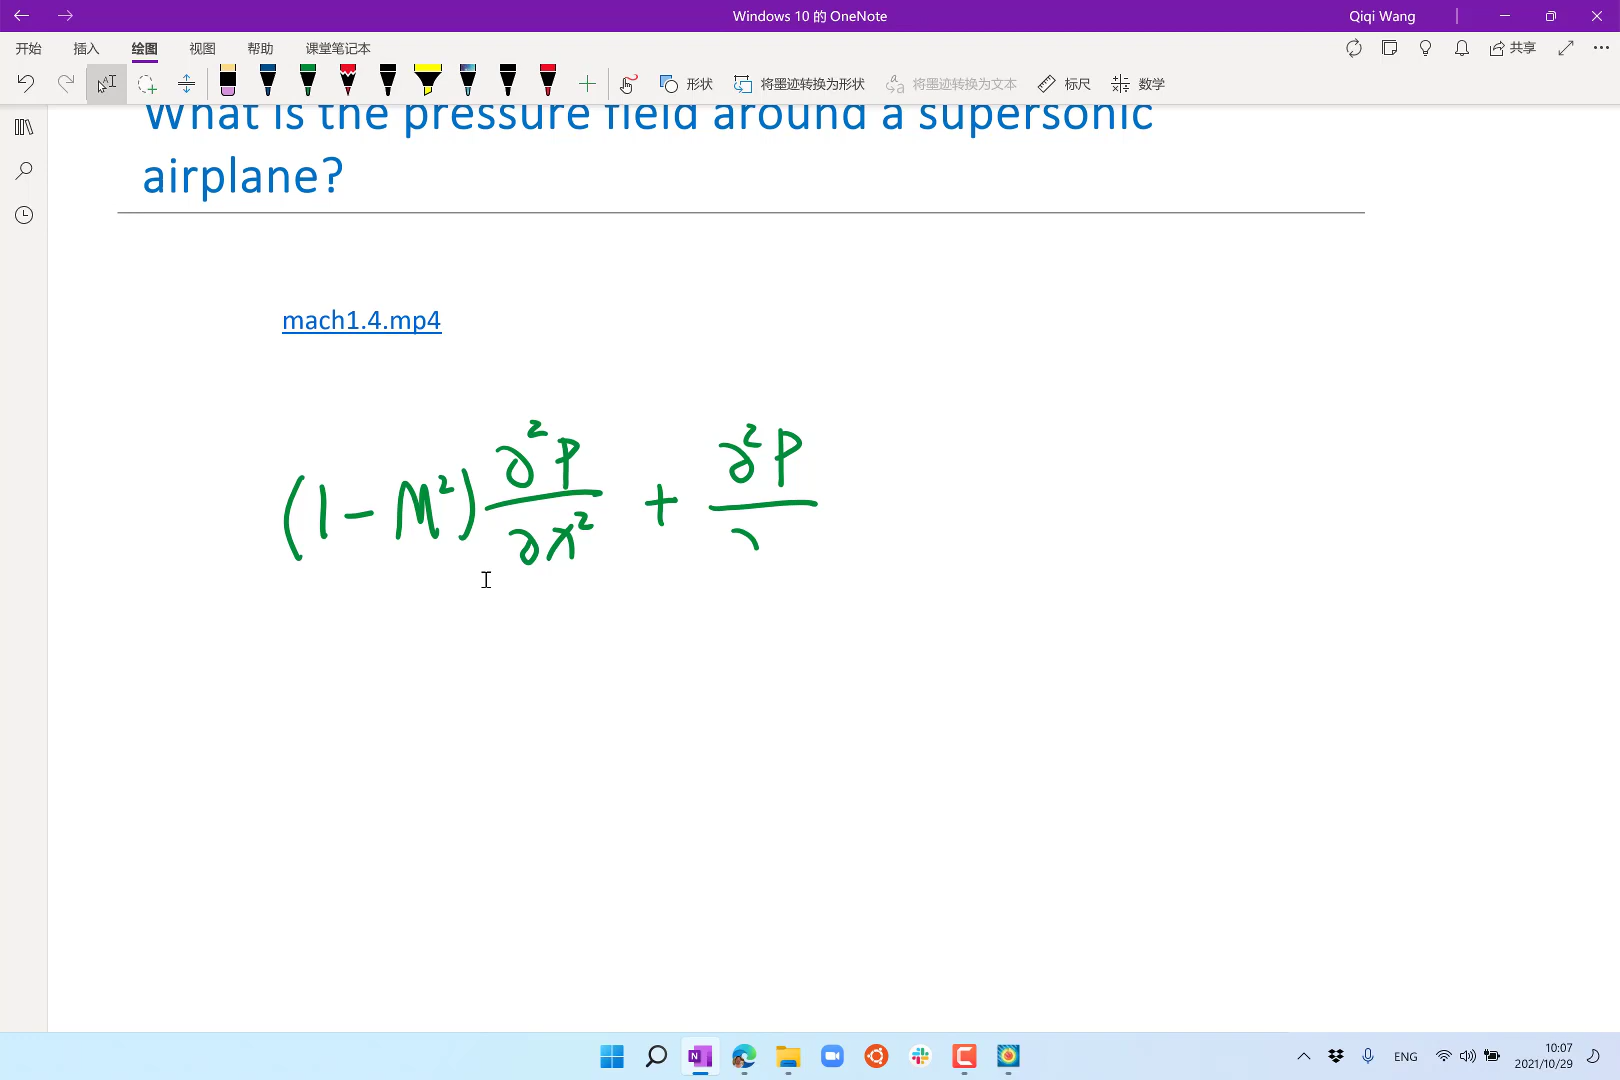 Windows 10 的 OneNote
Qiqi Wang
开始 插入 绘图 视图 帮助 课堂笔记本
共享
形状 将墨迹转换为形状 将墨迹转换为文本 标尺 数学
What is the pressure field around a supersonic
airplane?
mach1.4.mp4
(1 - M²) ∂²P/∂x² + ∂²P/
ENG
10:07
2021/10/29